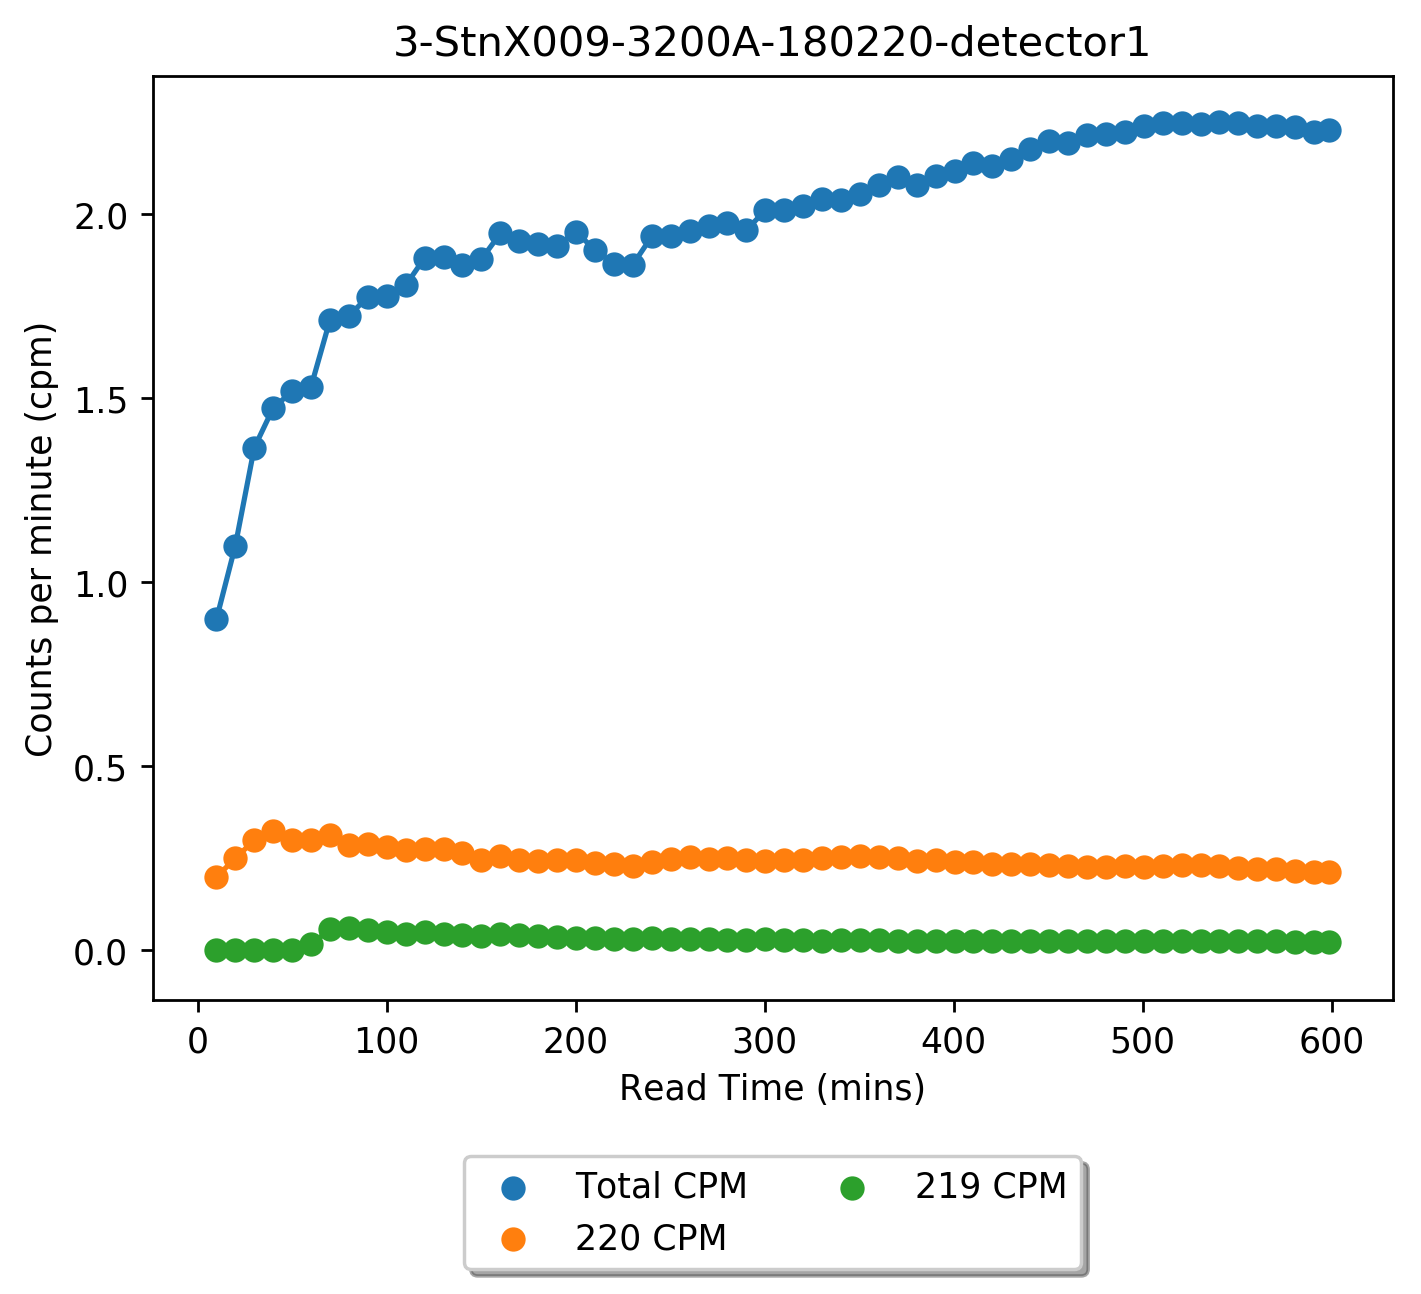 3-StnX009-3200A-180220-detector1
Counts per minute (cpm)
2.0
1.5
1.0
0.5
0.0
0 100 200 300 400 500 600
Read Time (mins)
Total CPM 219 CPM
220 CPM